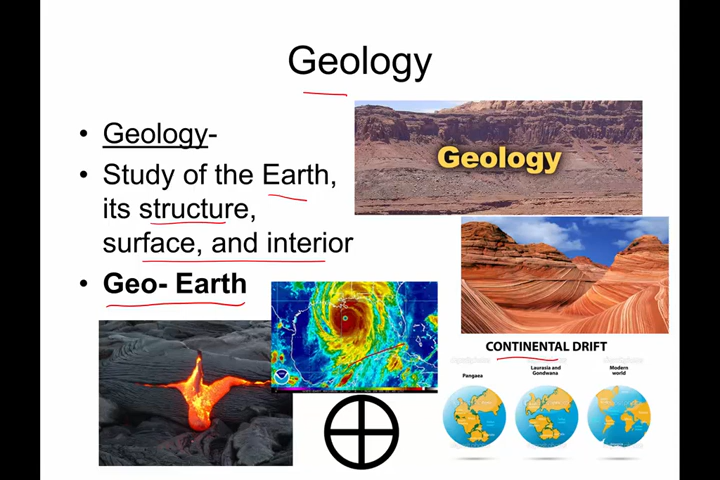 Geology
• Geology-
• Study of the Earth,
its structure,
surface, and interior
• Geo- Earth
Geology
CONTINENTAL DRIFT
Pangaea
Laurasia and
Gondwana
Modern
world